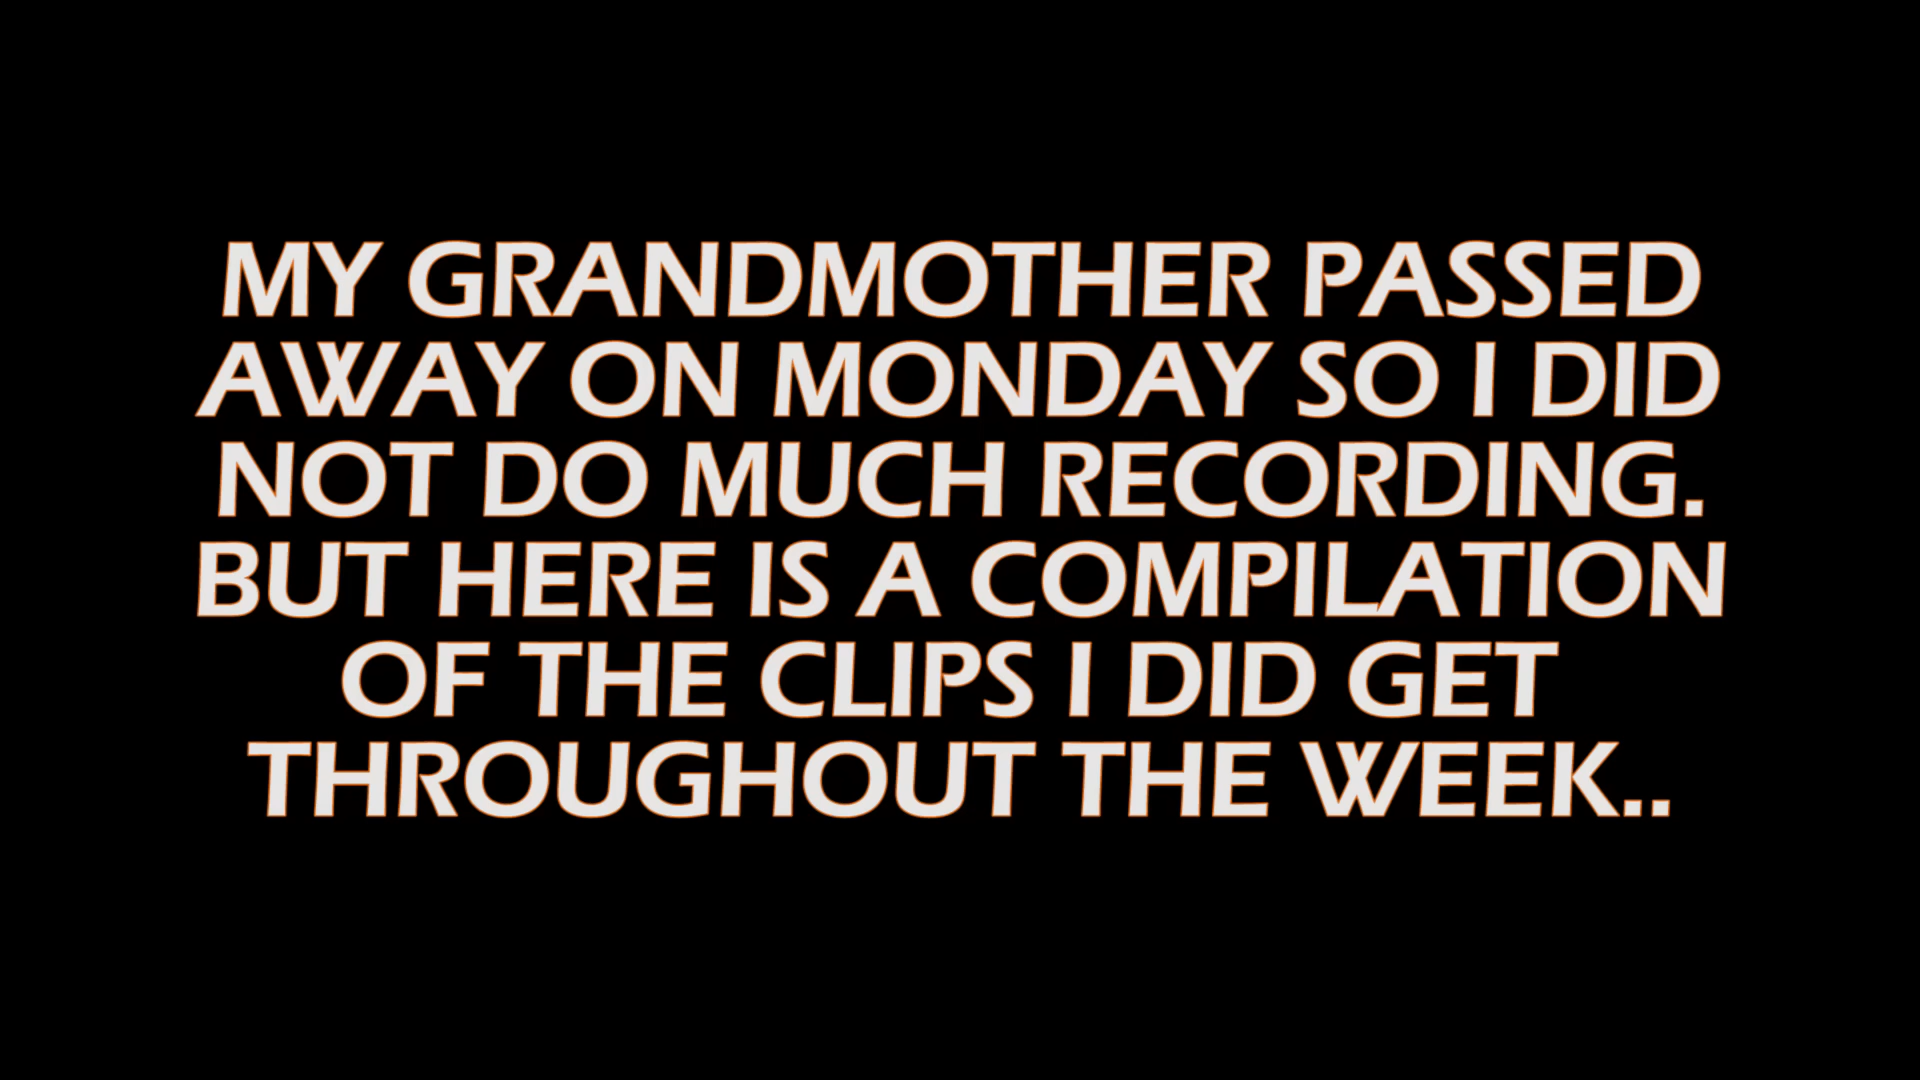 MY GRANDMOTHER PASSED
AWAY ON MONDAY SO I DID
NOT DO MUCH RECORDING.
BUT HERE IS A COMPILATION
OF THE CLIPS I DID GET
THROUGHOUT THE WEEK..